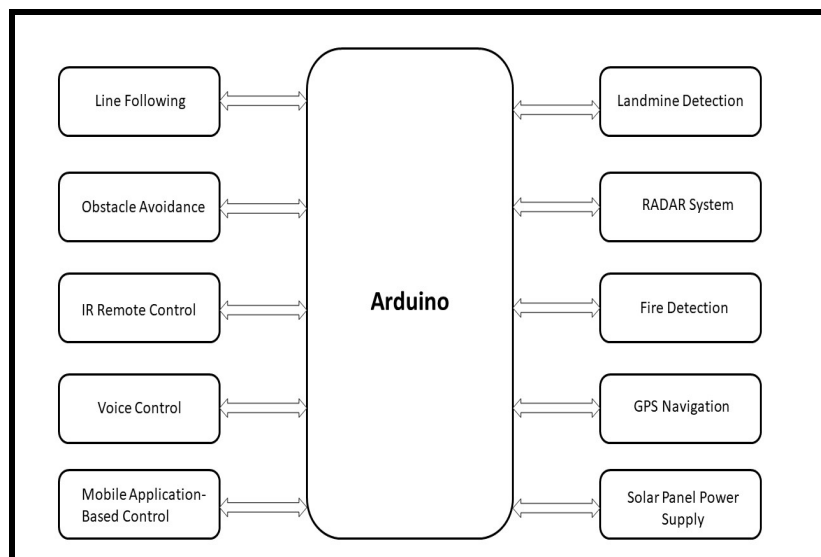 Line Following
Obstacle Avoidance
IR Remote Control
Voice Control
Mobile Application-
Based Control
Arduino
Landmine Detection
RADAR System
Fire Detection
GPS Navigation
Solar Panel Power
Supply